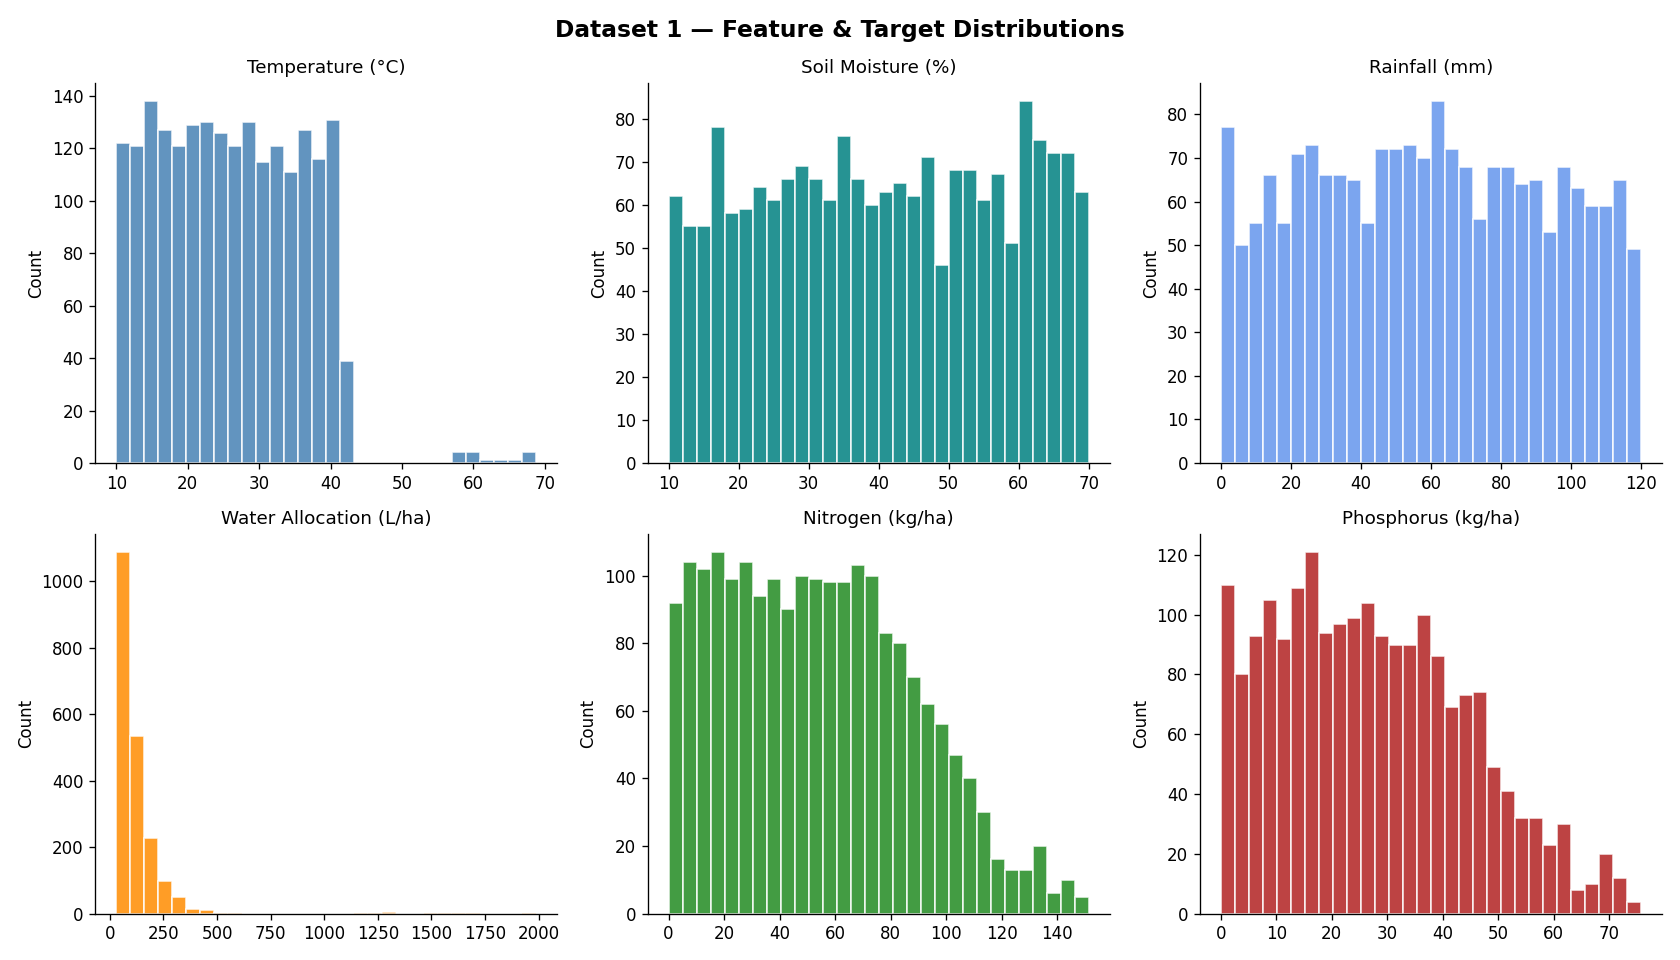 Dataset 1 — Feature & Target Distributions
Temperature (°C)
Soil Moisture (%)
Rainfall (mm)
Count
140
120
100
80
60
40
20
0
10 20 30 40 50 60 70
Count
80
70
60
50
40
30
20
10
0
10 20 30 40 50 60 70
Count
80
70
60
50
40
30
20
10
0
0 20 40 60 80 100 120
Water Allocation (L/ha)
Nitrogen (kg/ha)
Phosphorus (kg/ha)
Count
1000
800
600
400
200
0
0 250 500 750 1000 1250 1500 1750 2000
Count
100
80
60
40
20
0
0 20 40 60 80 100 120 140
Count
120
100
80
60
40
20
0
0 10 20 30 40 50 60 70